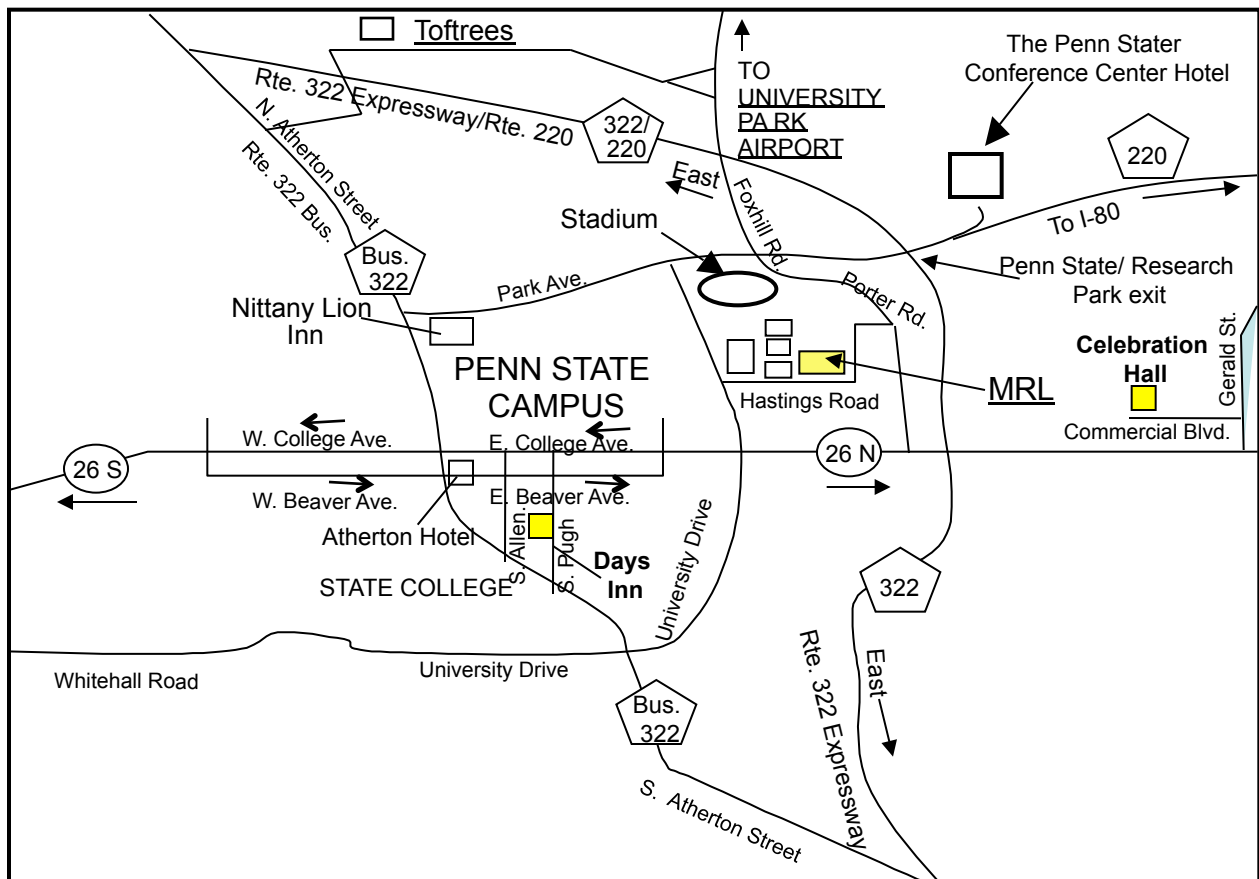 Toftrees
The Penn Stater
Conference Center Hotel
TO
UNIVERSITY
PARK
AIRPORT
Rte. 322 Expressway/Rte. 220
322/
220
220
N. Atherton Street
Rte. 322 Bus.
East
Foxhill Rd.
To I-80
Stadium
Bus.
322
Park Ave.
Porter Rd.
Penn State/ Research
Park exit
Nittany Lion
Inn
Gerald St.
Celebration
Hall
PENN STATE
CAMPUS
MRL
Hastings Road
Commercial Blvd.
W. College Ave.
E. College Ave.
26 S
26 N
W. Beaver Ave.
E. Beaver Ave.
Atherton Hotel
S. Allen.
S. Pugh
Days
Inn
University Drive
STATE COLLEGE
322
Whitehall Road
University Drive
East
Rte. 322 Expressway
Bus.
322
S. Atherton Street